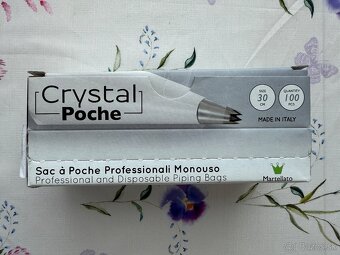 Crystal
Poche
SIZE
30
CM
QUANTITY
100
PCS
MADE IN ITALY
Sac à Poche Professionali Monouso
Professional and Disposable Piping Bags
Martellato